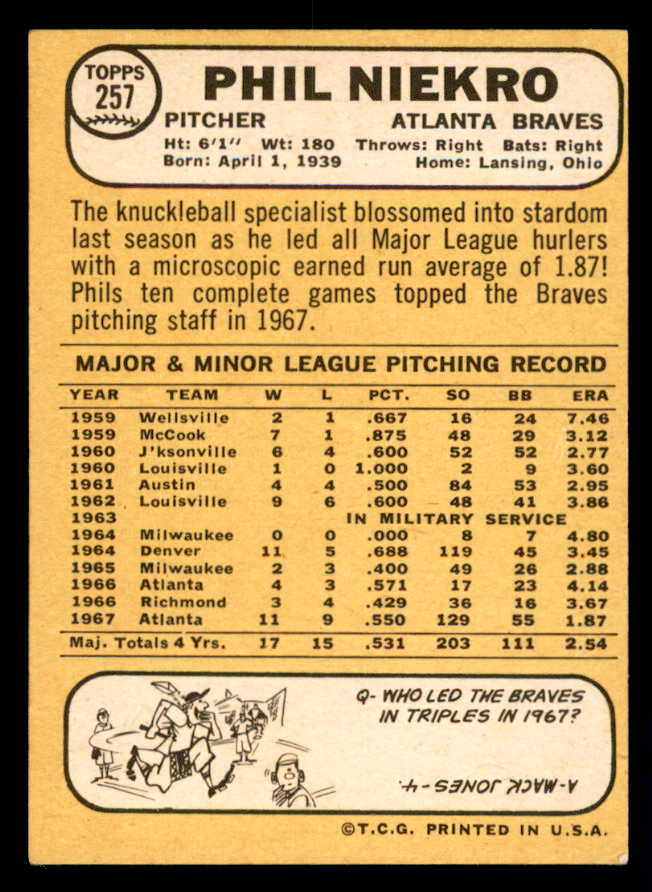 TOPPS
257
PHIL NIEKRO
PITCHER ATLANTA BRAVES
Ht: 6'1" Wt: 180 Throws: Right Bats: Right
Born: April 1, 1939 Home: Lansing, Ohio
The knuckleball specialist blossomed into stardom
last season as he led all Major League hurlers
with a microscopic earned run average of 1.87!
Phils ten complete games topped the Braves
pitching staff in 1967.
MAJOR & MINOR LEAGUE PITCHING RECORD
YEAR TEAM W L PCT. SO BB ERA
1959 Wellsville 2 1 .667 16 24 7.46
1959 McCook 7 1 .875 48 29 3.12
1960 J'ksonville 6 4 .600 52 52 2.77
1960 Louisville 1 0 1.000 2 9 3.60
1961 Austin 4 4 .500 84 53 2.95
1962 Louisville 9 6 .600 48 41 3.86
1963 IN MILITARY SERVICE
1964 Milwaukee 0 0 .000 8 7 4.80
1964 Denver 11 5 .688 119 45 3.45
1965 Milwaukee 2 3 .400 49 26 2.88
1966 Atlanta 4 3 .571 17 23 4.14
1966 Richmond 3 4 .429 36 16 3.67
1967 Atlanta 11 9 .550 129 55 1.87
Maj. Totals 4 Yrs. 17 15 .531 203 111 2.54
Q- WHO LED THE BRAVES
IN TRIPLES IN 1967?
A- MACK JONES - 4.
©T.C.G. PRINTED IN U.S.A.